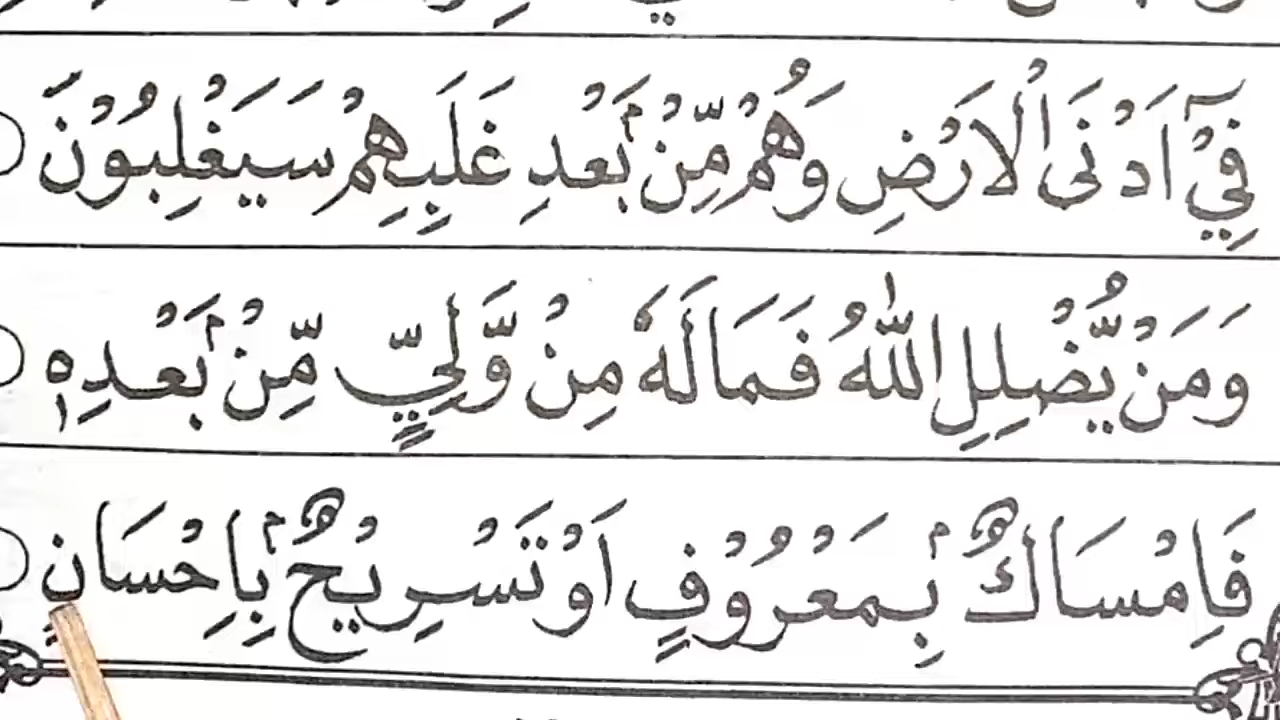 فِيْٓ اَدْنَى الْاَرْضِ وَهُمْ مِّنْۢ بَعْدِ غَلَبِهِمْ سَيَغْلِبُوْنَ
وَمَنْ يُّضْلِلِ اللّٰهُ فَمَا لَهٗ مِنْ وَّلِيٍّ مِّنْۢ بَعْدِهٖ
فَاِمْسَاكٌۢ بِمَعْرُوْفٍ اَوْ تَسْرِيْحٌۢ بِاِحْسَانٍ